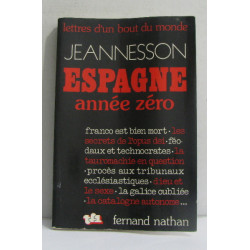 lettres d'un bout du monde
JEANNESSON
ESPAGNE
année zéro
franco est bien mort • les
secrets de l'opus dei • féo
daux et technocrates • la
tauromachie en question
• procès aux tribunaux
ecclésiastiques • dieu et
le sexe • la galice oubliée
• la catalogne autonome ...
fernand nathan